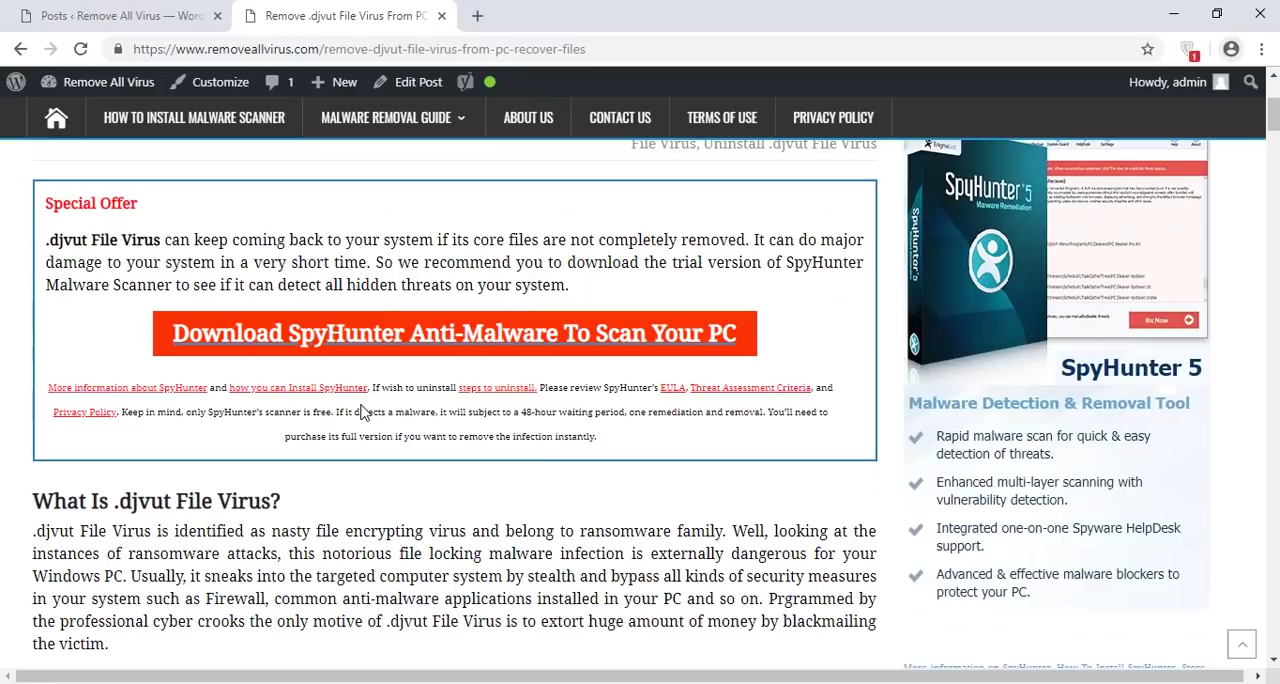 Posts ‹ Remove All Virus — Wor
Remove .djvut File Virus From PC
https://www.removeallvirus.com/remove-djvut-file-virus-from-pc-recover-files
1
Remove All Virus
Customize
1
New
Edit Post
Howdy, admin
HOW TO INSTALL MALWARE SCANNER
MALWARE REMOVAL GUIDE
ABOUT US
CONTACT US
TERMS OF USE
PRIVACY POLICY
File Virus, Uninstall .djvut File Virus
Special Offer
.djvut File Virus can keep coming back to your system if its core files are not completely removed. It can do major
damage to your system in a very short time. So we recommend you to download the trial version of SpyHunter
Malware Scanner to see if it can detect all hidden threats on your system.
Download SpyHunter Anti-Malware To Scan Your PC
More information about SpyHunter and how you can Install SpyHunter. If wish to uninstall steps to uninstall. Please review SpyHunter's EULA, Threat Assessment Criteria, and
Privacy Policy. Keep in mind, only SpyHunter's scanner is free. If it detects a malware, it will subject to a 48-hour waiting period, one remediation and removal. You'll need to
purchase its full version if you want to remove the infection instantly.
What Is .djvut File Virus?
.djvut File Virus is identified as nasty file encrypting virus and belong to ransomware family. Well, looking at the
instances of ransomware attacks, this notorious file locking malware infection is externally dangerous for your
Windows PC. Usually, it sneaks into the targeted computer system by stealth and bypass all kinds of security measures
in your system such as Firewall, common anti-malware applications installed in your PC and so on. Prgrammed by
the professional cyber crooks the only motive of .djvut File Virus is to extort huge amount of money by blackmailing
the victim.
SpyHunter 5
Malware Remediation
SpyHunter 5
Fix Now
SpyHunter 5
Malware Detection & Removal Tool
Rapid malware scan for quick & easy
detection of threats.
Enhanced multi-layer scanning with
vulnerability detection.
Integrated one-on-one Spyware HelpDesk
support.
Advanced & effective malware blockers to
protect your PC.
More information on SpyHunter, How To Install SpyHunter, Steps